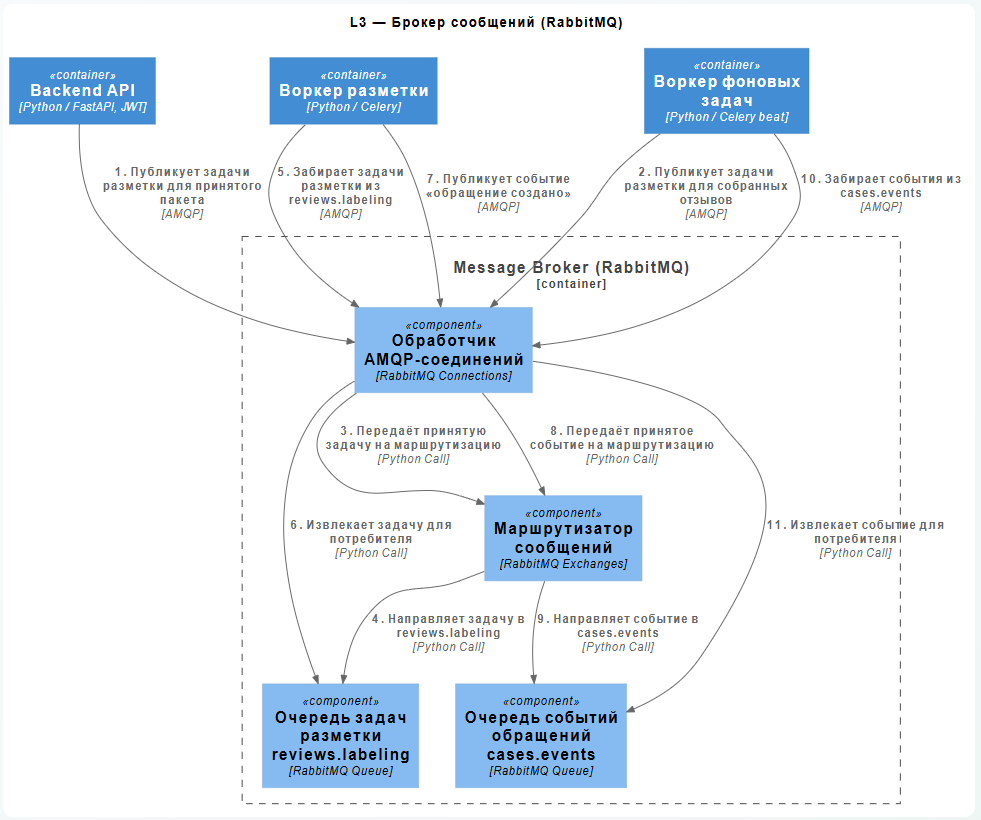 L3 — Брокер сообщений (RabbitMQ)
«container»
Backend API
[Python / FastAPI, JWT]
«container»
Воркер разметки
[Python / Celery]
«container»
Воркер фоновых
задач
[Python / Celery beat]
1. Публикует задачи
разметки для принятого
пакета
[AMQP]
5. Забирает задачи
разметки из
reviews.labeling
[AMQP]
7. Публикует событие
«обращение создано»
[AMQP]
2. Публикует задачи
разметки для собранных
отзывов
[AMQP]
10. Забирает события из
cases.events
[AMQP]
Message Broker (RabbitMQ)
[container]
«component»
Обработчик
AMQP-соединений
[RabbitMQ Connections]
3. Передаёт принятую
задачу на маршрутизацию
[Python Call]
8. Передаёт принятое
событие на маршрутизацию
[Python Call]
«component»
Маршрутизатор
сообщений
[RabbitMQ Exchanges]
6. Извлекает задачу для
потребителя
[Python Call]
11. Извлекает событие для
потребителя
[Python Call]
4. Направляет задачу в
reviews.labeling
[Python Call]
9. Направляет событие в
cases.events
[Python Call]
«component»
Очередь задач
разметки
reviews.labeling
[RabbitMQ Queue]
«component»
Очередь событий
обращений
cases.events
[RabbitMQ Queue]